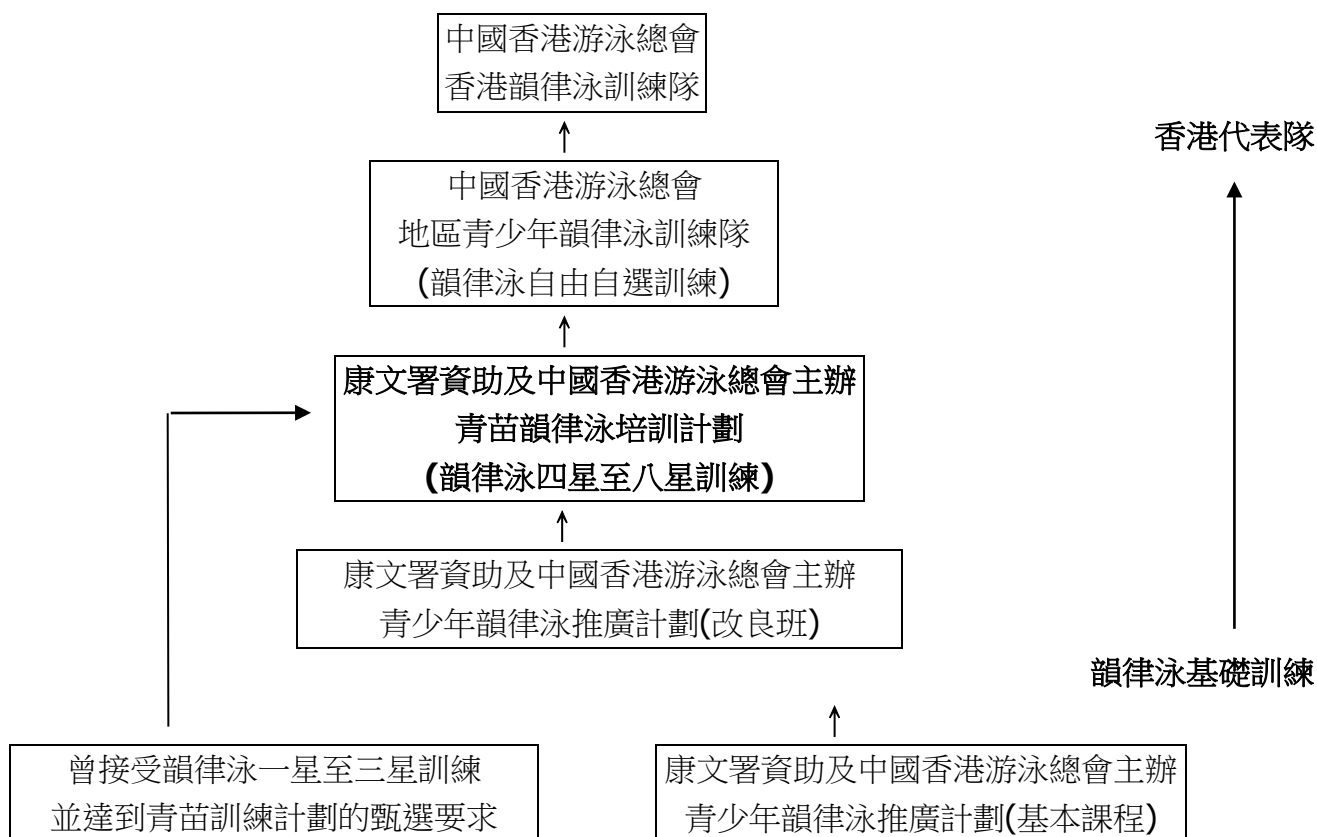 中國香港游泳總會
香港韻律泳訓練隊
香港代表隊
中國香港游泳總會
地區青少年韻律泳訓練隊
(韻律泳自由自選訓練)
康文署資助及中國香港游泳總會主辦
青苗韻律泳培訓計劃
(韻律泳四星至八星訓練)
康文署資助及中國香港游泳總會主辦
青少年韻律泳推廣計劃(改良班)
韻律泳基礎訓練
曾接受韻律泳一星至三星訓練
並達到青苗訓練計劃的甄選要求
康文署資助及中國香港游泳總會主辦
青少年韻律泳推廣計劃(基本課程)